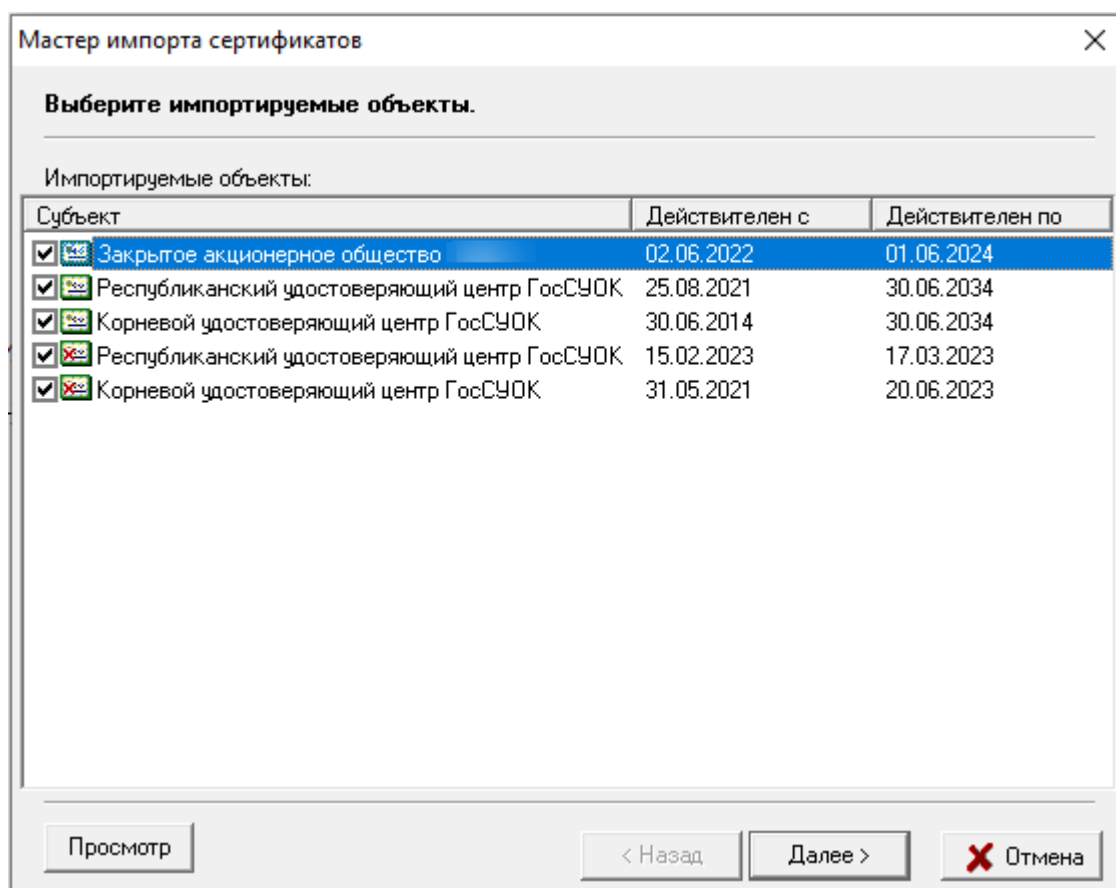 Мастер импорта сертификатов
Выберите импортируемые объекты.
Импортируемые объекты:
Субъект Действителен с Действителен по
Закрытое акционерное общество 02.06.2022 01.06.2024
Республиканский удостоверяющий центр ГосСУОК 25.08.2021 30.06.2034
Корневой удостоверяющий центр ГосСУОК 30.06.2014 30.06.2034
Республиканский удостоверяющий центр ГосСУОК 15.02.2023 17.03.2023
Корневой удостоверяющий центр ГосСУОК 31.05.2021 20.06.2023
Просмотр < Назад Далее > Отмена